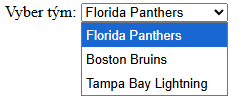 Vyber tým: Florida Panthers
Florida Panthers
Boston Bruins
Tampa Bay Lightning